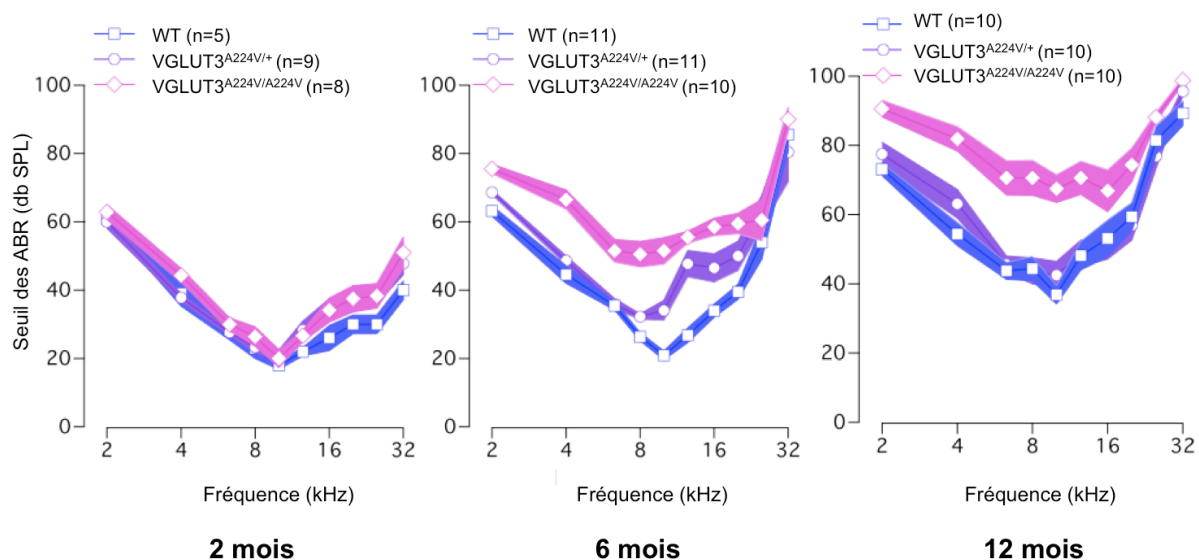 WT (n=5)
VGLUT3A224V/+ (n=9)
VGLUT3A224V/A224V (n=8)
WT (n=11)
VGLUT3A224V/+ (n=11)
VGLUT3A224V/A224V (n=10)
WT (n=10)
VGLUT3A224V/+ (n=10)
VGLUT3A224V/A224V (n=10)
Seuil des ABR (db SPL)
100
80
60
40
20
0
2 4 8 16 32
Fréquence (kHz)
2 mois
100
80
60
40
20
0
2 4 8 16 32
Fréquence (kHz)
6 mois
100
80
60
40
20
0
2 4 8 16 32
Fréquence (kHz)
12 mois